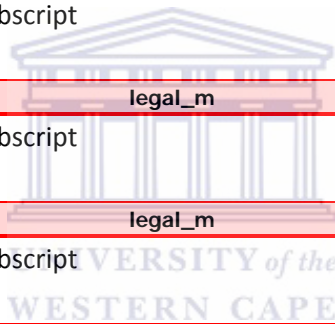 bscript
legal_m
bscript
legal_m
bscript
UNIVERSITY of the
WESTERN CAPE